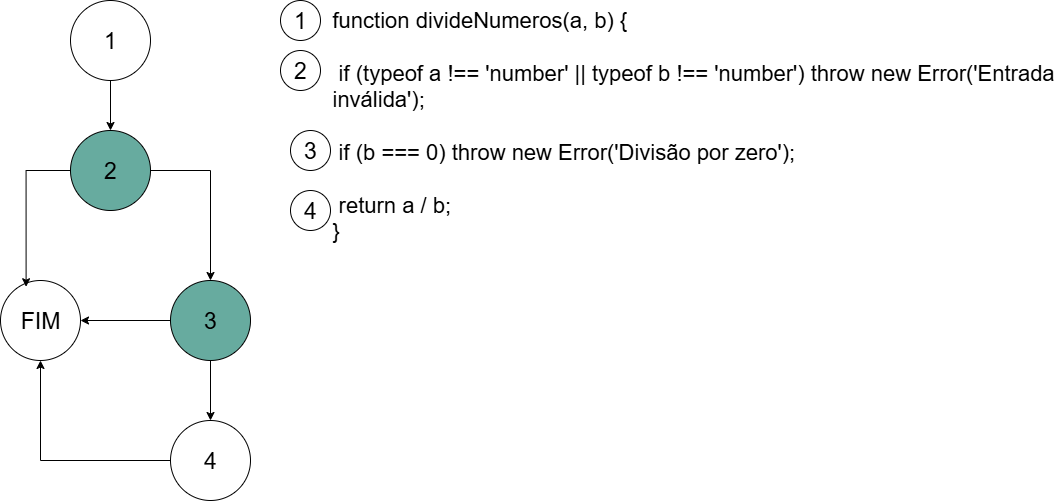 1
2
FIM
3
4
1 function divideNumeros(a, b) {
2 if (typeof a !== 'number' || typeof b !== 'number') throw new Error('Entrada
inválida');
3 if (b === 0) throw new Error('Divisão por zero');
4 return a / b;
}